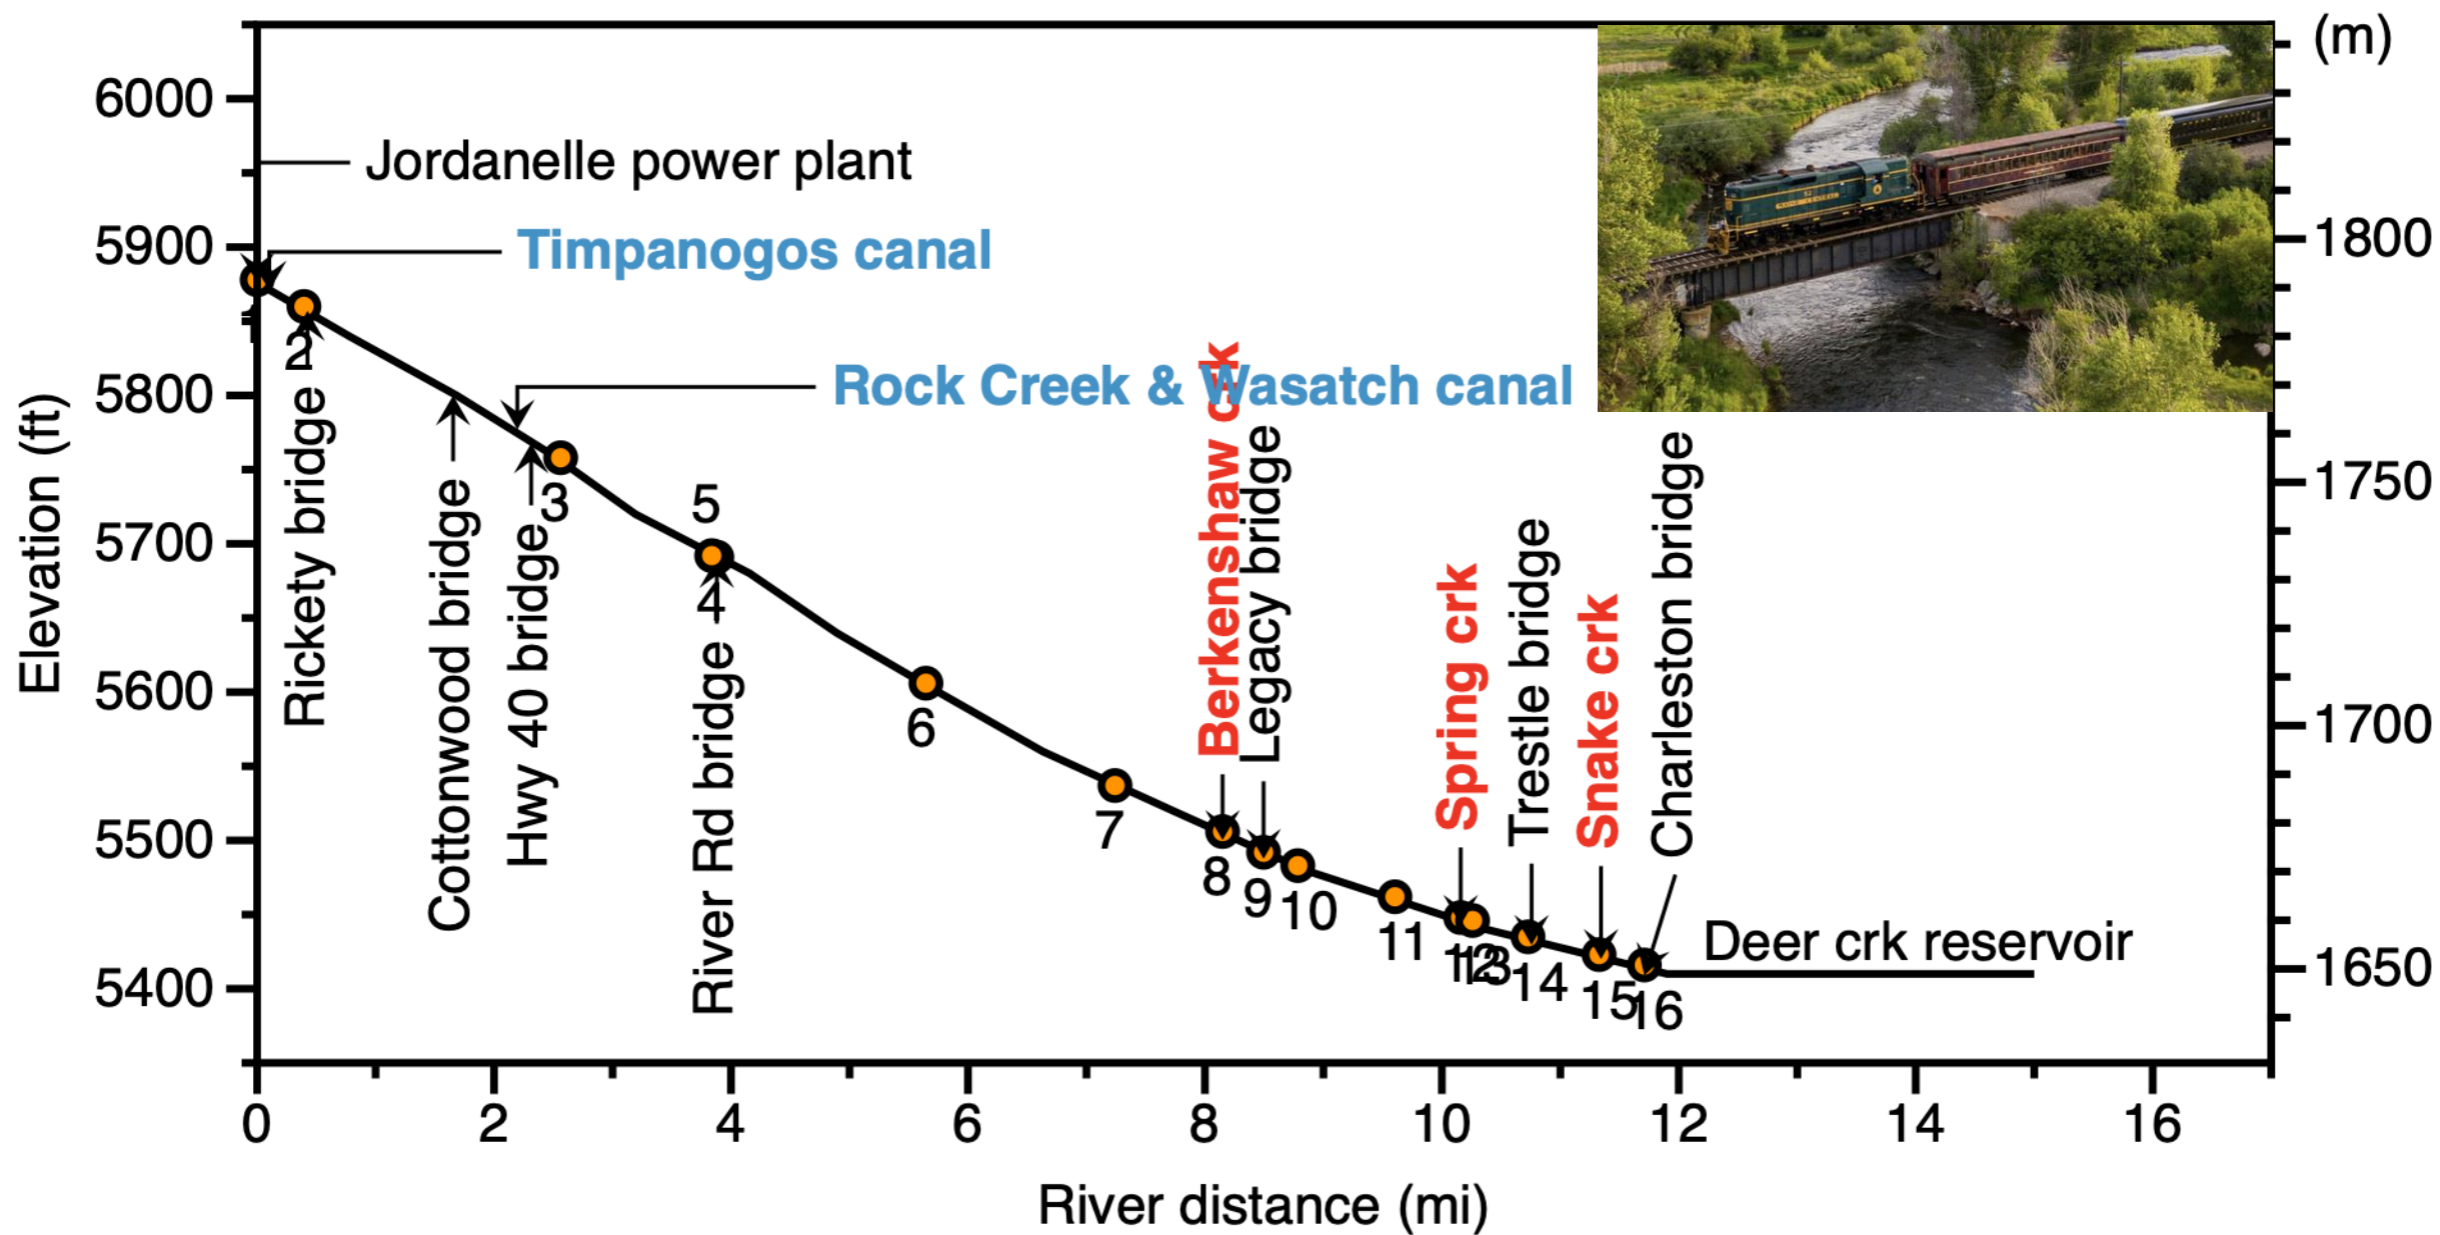 (m)
6000
Jordanelle power plant
5900
Timpanogos canal
1800
5800
Rock Creek & Wasatch canal
Elevation (ft)
2
Rickety bridge
Cottonwood bridge
Hwy 40 bridge
3
5
4
River Rd bridge
5700
1750
5600
6
1700
7
Berkenshaw crk
Legacy bridge
Spring crk
Trestle bridge
Snake crk
Charleston bridge
5500
8
9
10
11
12
13
14
15
16
Deer crk reservoir
5400
1650
0 2 4 6 8 10 12 14 16
River distance (mi)